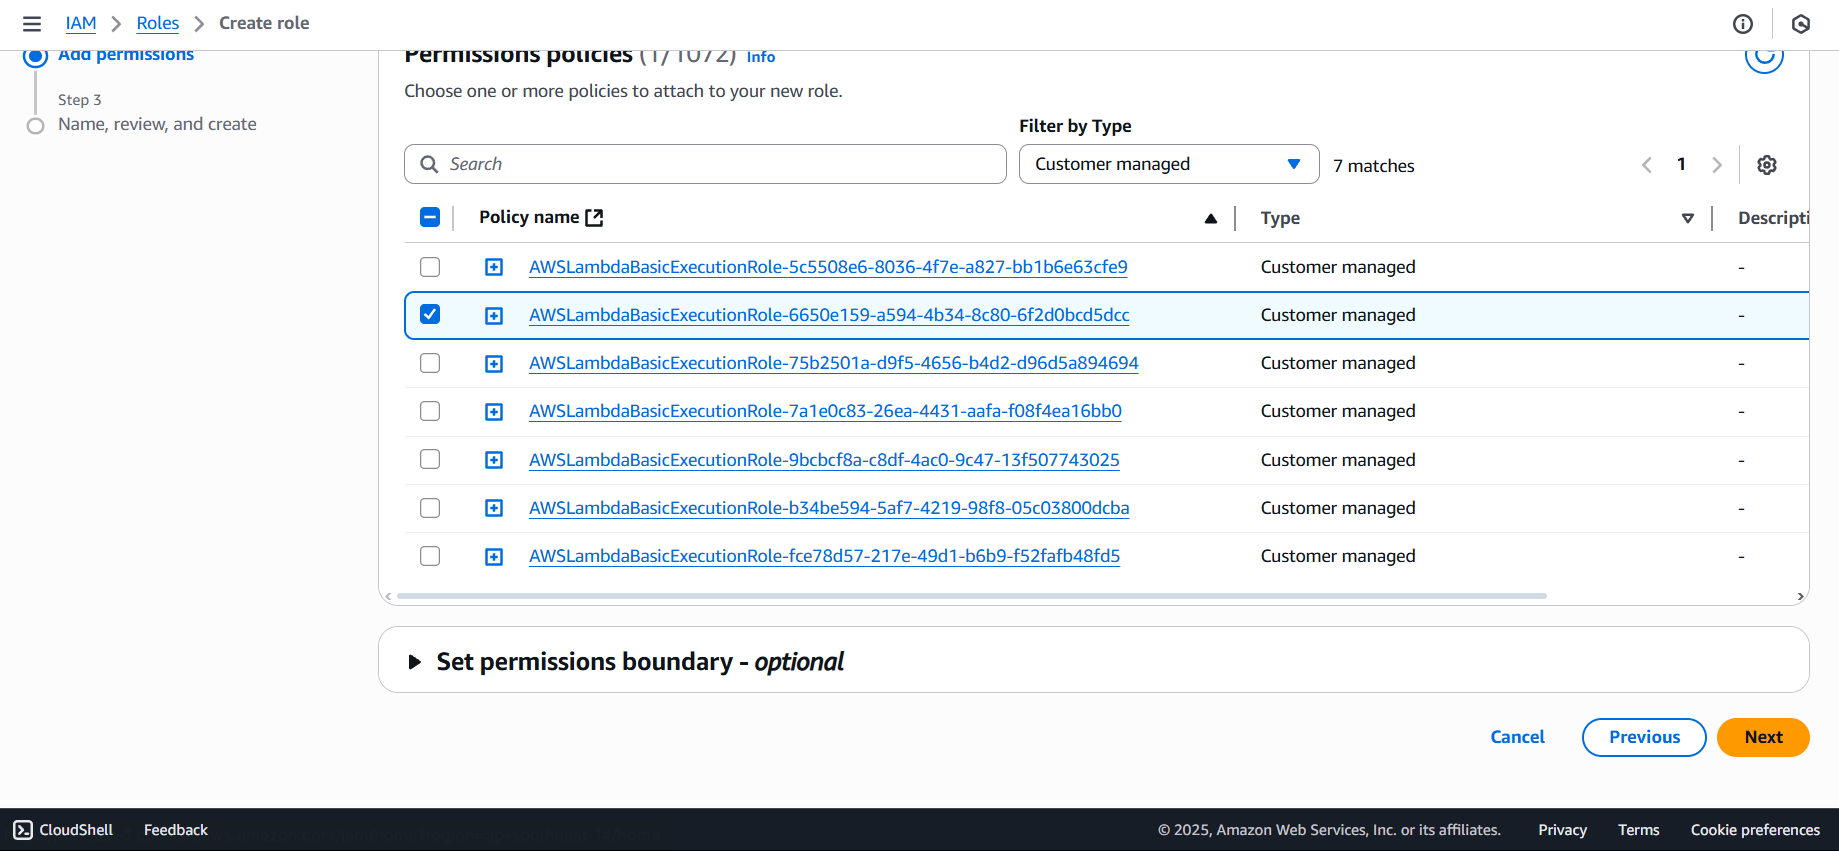 IAM > Roles > Create role
Add permissions
Step 3
Name, review, and create
Permissions policies (1/1072) Info
Choose one or more policies to attach to your new role.
Filter by Type
Search
Customer managed
7 matches
1
Policy name
Type
Descripti
AWSLambdaBasicExecutionRole-5c5508e6-8036-4f7e-a827-bb1b6e63cfe9 Customer managed -
AWSLambdaBasicExecutionRole-6650e159-a594-4b34-8c80-6f2d0bcd5dcc Customer managed -
AWSLambdaBasicExecutionRole-75b2501a-d9f5-4656-b4d2-d96d5a894694 Customer managed -
AWSLambdaBasicExecutionRole-7a1e0c83-26ea-4431-aafa-f08f4ea16bb0 Customer managed -
AWSLambdaBasicExecutionRole-9bcbcf8a-c8df-4ac0-9c47-13f507743025 Customer managed -
AWSLambdaBasicExecutionRole-b34be594-5af7-4219-98f8-05c03800dcba Customer managed -
AWSLambdaBasicExecutionRole-fce78d57-217e-49d1-b6b9-f52fafb48fd5 Customer managed -
Set permissions boundary - optional
Cancel
Previous
Next
CloudShell
Feedback
© 2025, Amazon Web Services, Inc. or its affiliates.
Privacy
Terms
Cookie preferences